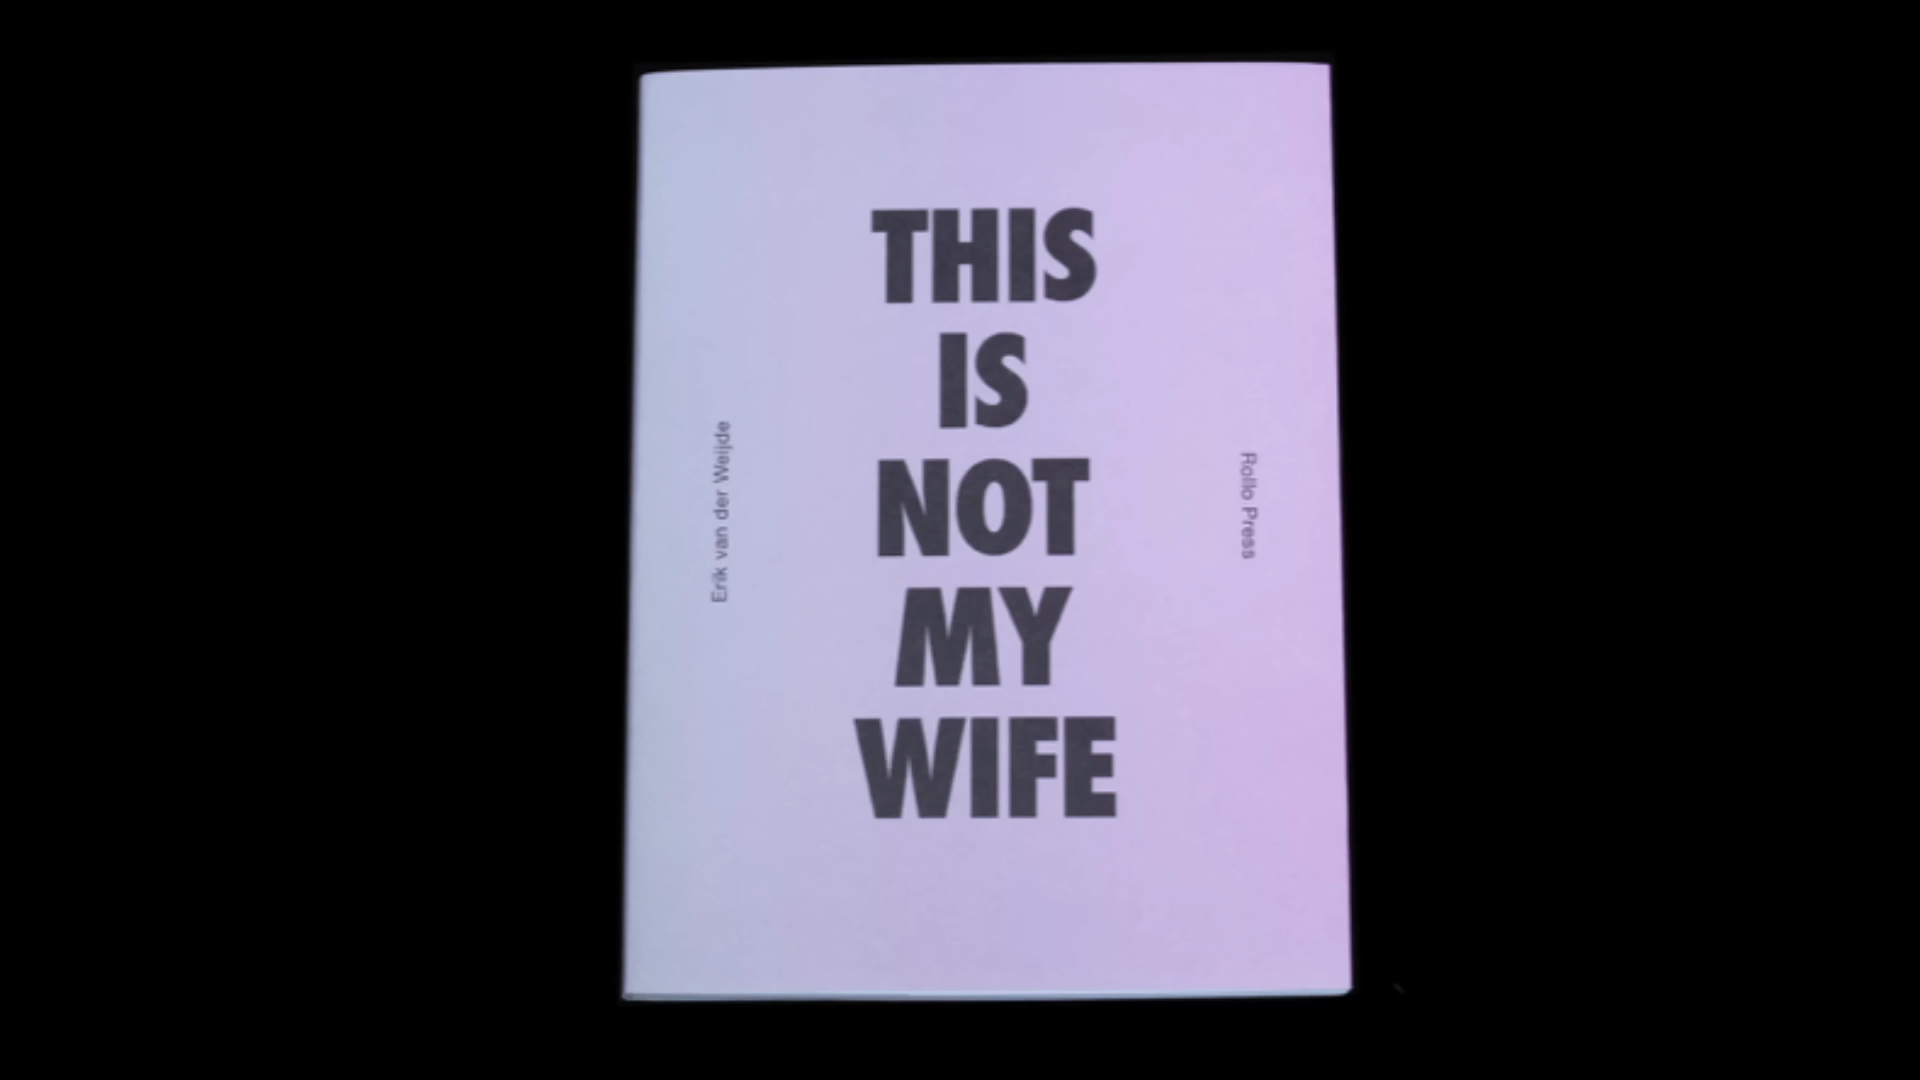 Erik van der Weijde
THIS
IS
NOT
MY
WIFE
Rollo Press